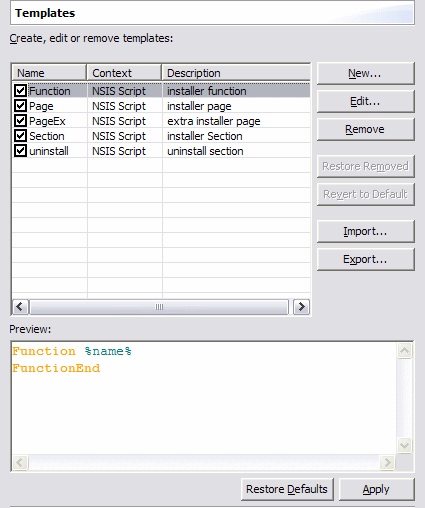 Templates
Create, edit or remove templates:
Name Context Description
Function NSIS Script installer function
Page NSIS Script installer page
PageEx NSIS Script extra installer page
Section NSIS Script installer Section
uninstall NSIS Script uninstall section
New...
Edit...
Remove
Restore Removed
Revert to Default
Import...
Export...
Preview:
Function %name%
FunctionEnd
Restore Defaults Apply